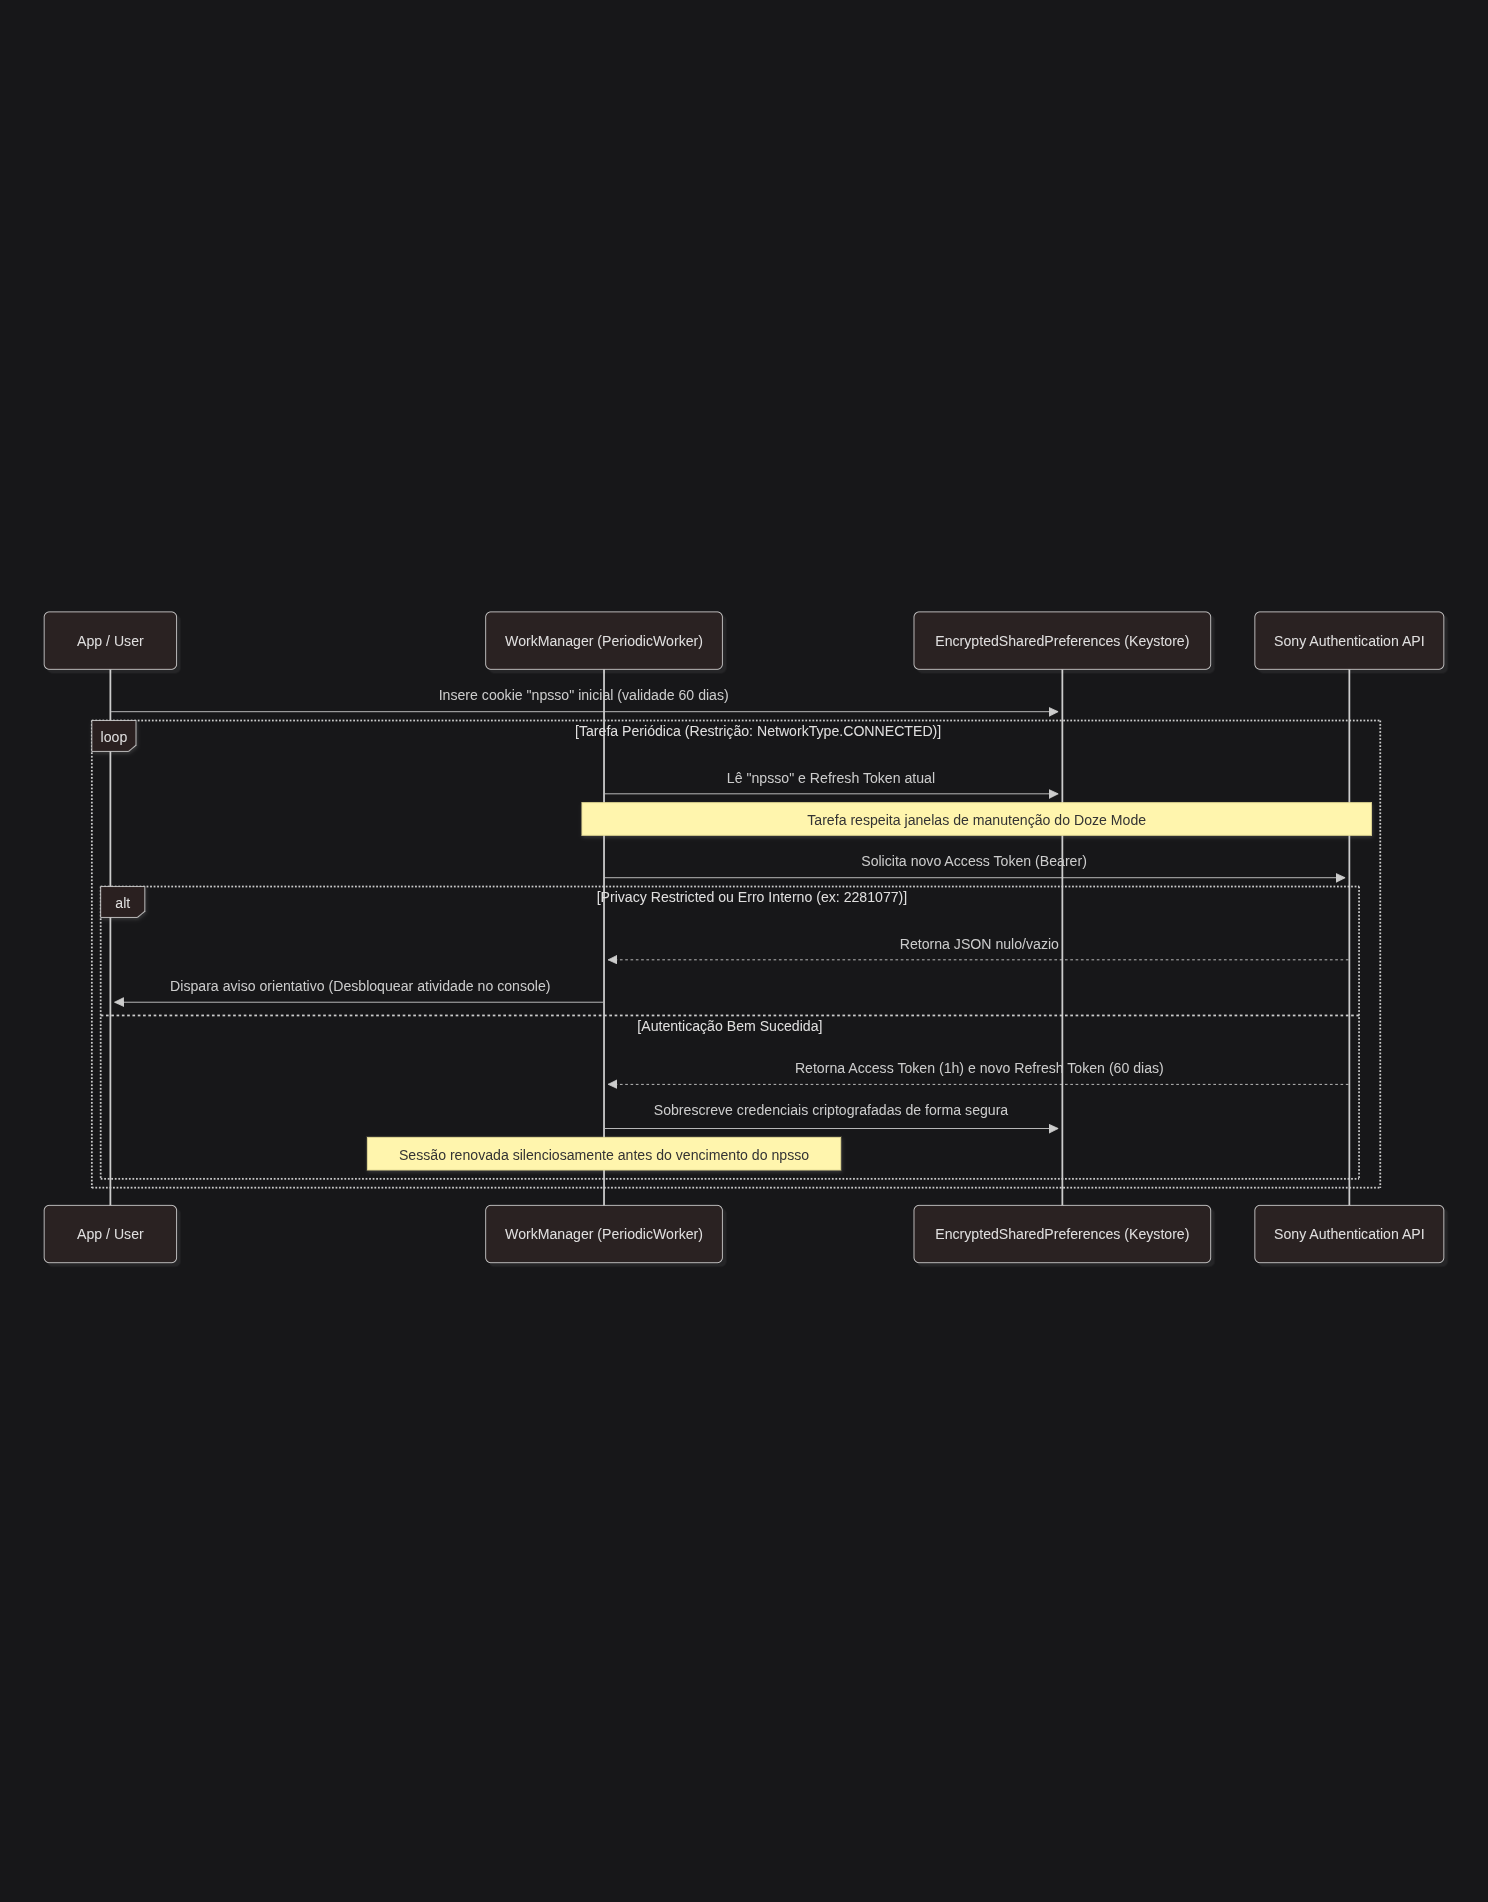 App / User
WorkManager (PeriodicWorker)
EncryptedSharedPreferences (Keystore)
Sony Authentication API
Insere cookie "npsso" inicial (validade 60 dias)
loop
[Tarefa Periódica (Restrição: NetworkType.CONNECTED)]
Lê "npsso" e Refresh Token atual
Tarefa respeita janelas de manutenção do Doze Mode
Solicita novo Access Token (Bearer)
alt
[Privacy Restricted ou Erro Interno (ex: 2281077)]
Retorna JSON nulo/vazio
Dispara aviso orientativo (Desbloquear atividade no console)
[Autenticação Bem Sucedida]
Retorna Access Token (1h) e novo Refresh Token (60 dias)
Sobrescreve credenciais criptografadas de forma segura
Sessão renovada silenciosamente antes do vencimento do npsso
App / User
WorkManager (PeriodicWorker)
EncryptedSharedPreferences (Keystore)
Sony Authentication API